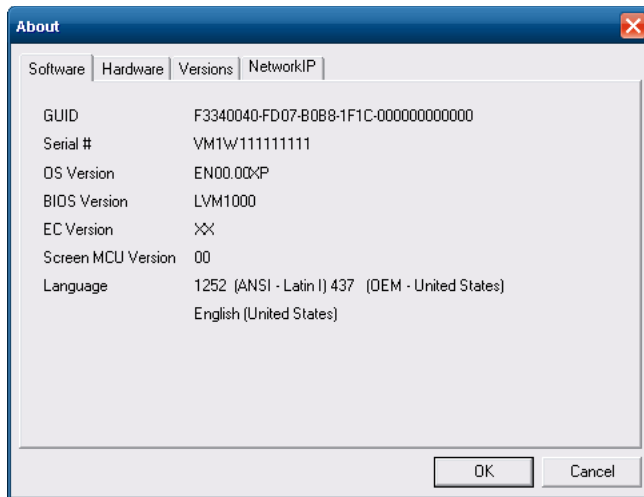 About
Software Hardware Versions NetworkIP
GUID F3340040-FD07-B0B8-1F1C-000000000000
Serial # VM1W111111111
OS Version EN00.00XP
BIOS Version LVM1000
EC Version XX
Screen MCU Version 00
Language 1252 (ANSI - Latin I) 437 (OEM - United States)
English (United States)
OK Cancel